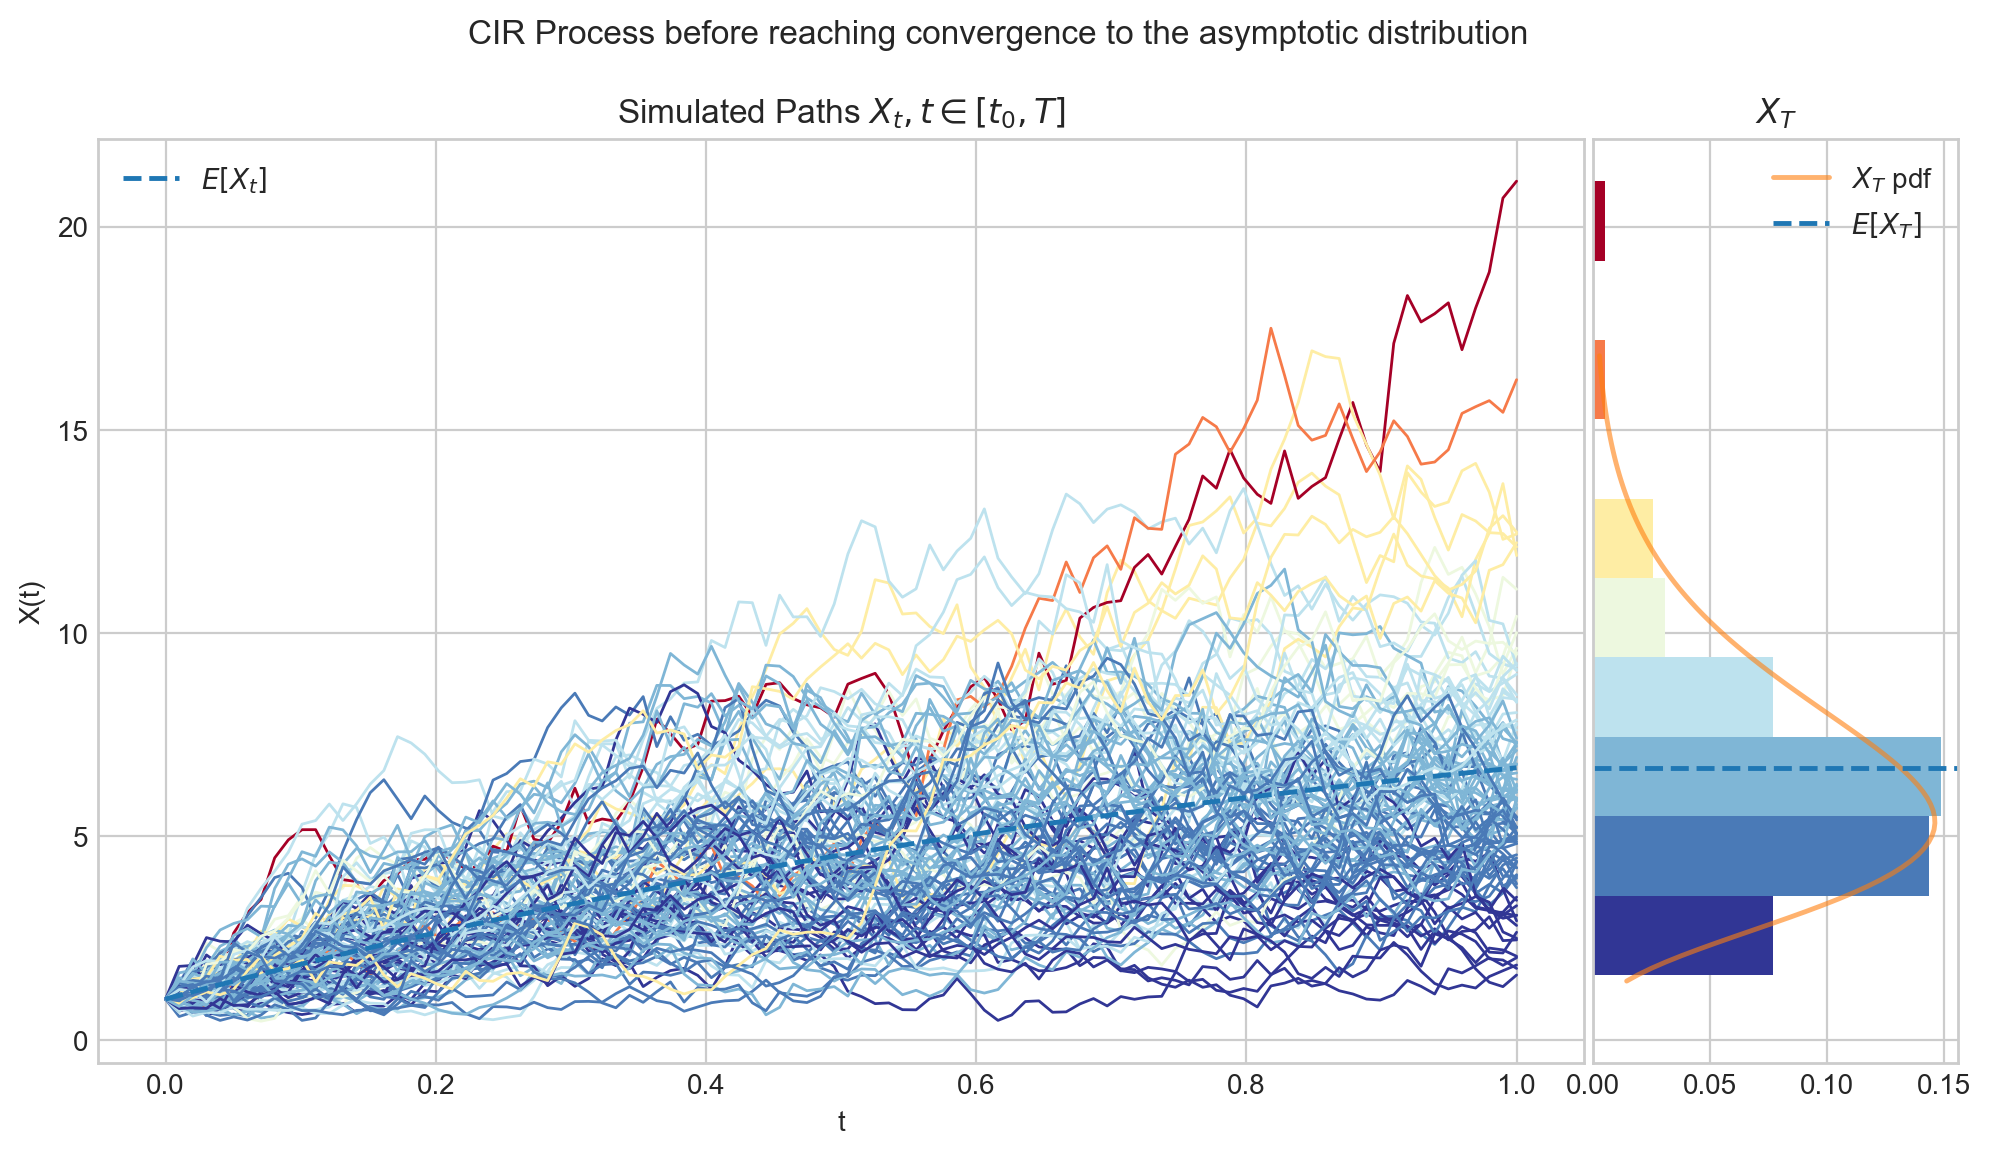 CIR Process before reaching convergence to the asymptotic distribution
Simulated Paths $X_t, t \in [t_0, T]$
$X_T$
$E[X_t]$
$X_T$ pdf
$E[X_T]$
20
15
10
5
0
X(t)
0.0 0.2 0.4 0.6 0.8 1.0
0.00 0.05 0.10 0.15
t